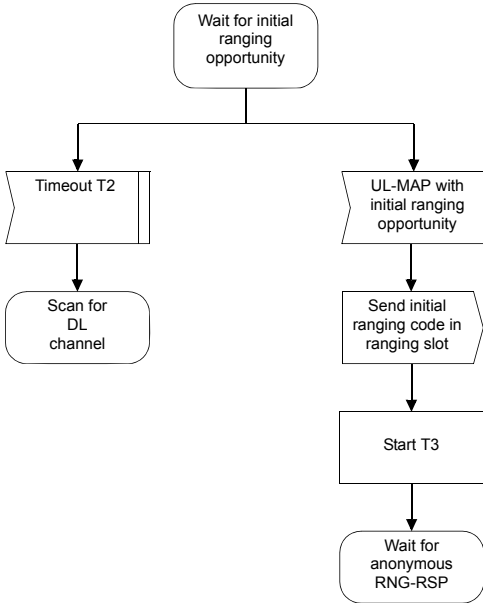 Wait for initial
ranging
opportunity
Timeout T2
UL-MAP with
initial ranging
opportunity
Scan for
DL
channel
Send initial
ranging code in
ranging slot
Start T3
Wait for
anonymous
RNG-RSP